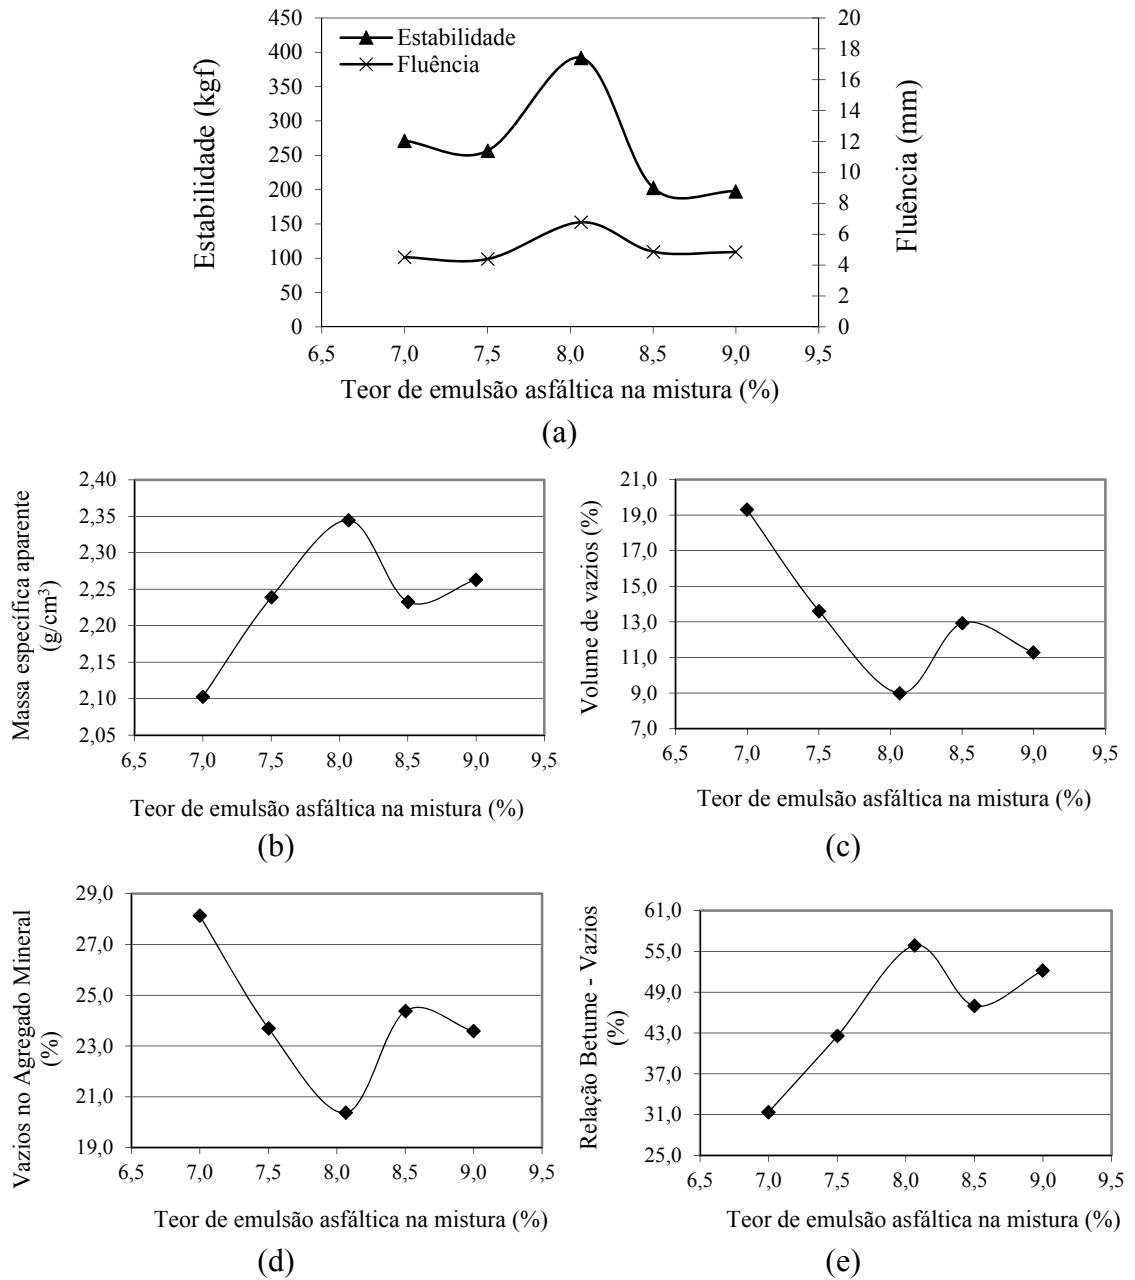 450
400
350
300
250
200
150
100
50
0
Estabilidade (kgf)
Estabilidade
Fluência
20
18
16
14
12
10
8
6
4
2
0
Fluência (mm)
6,5 7,0 7,5 8,0 8,5 9,0 9,5
Teor de emulsão asfáltica na mistura (%)
(a)
Massa específica aparente
(g/cm³)
2,40
2,35
2,30
2,25
2,20
2,15
2,10
2,05
6,5 7,0 7,5 8,0 8,5 9,0 9,5
Teor de emulsão asfáltica na mistura (%)
(b)
Volume de vazios (%)
21,0
19,0
17,0
15,0
13,0
11,0
9,0
7,0
6,5 7,0 7,5 8,0 8,5 9,0 9,5
Teor de emulsão asfáltica na mistura (%)
(c)
Vazios no Agregado Mineral
(%)
29,0
27,0
25,0
23,0
21,0
19,0
6,5 7,0 7,5 8,0 8,5 9,0 9,5
Teor de emulsão asfáltica na mistura (%)
(d)
Relação Betume - Vazios
(%)
61,0
55,0
49,0
43,0
37,0
31,0
25,0
6,5 7,0 7,5 8,0 8,5 9,0 9,5
Teor de emulsão asfáltica na mistura (%)
(e)